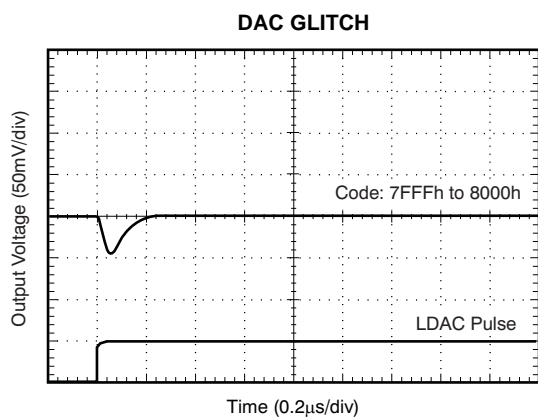 DAC GLITCH
Output Voltage (50mV/div)
Code: 7FFFh to 8000h
LDAC Pulse
Time (0.2µs/div)